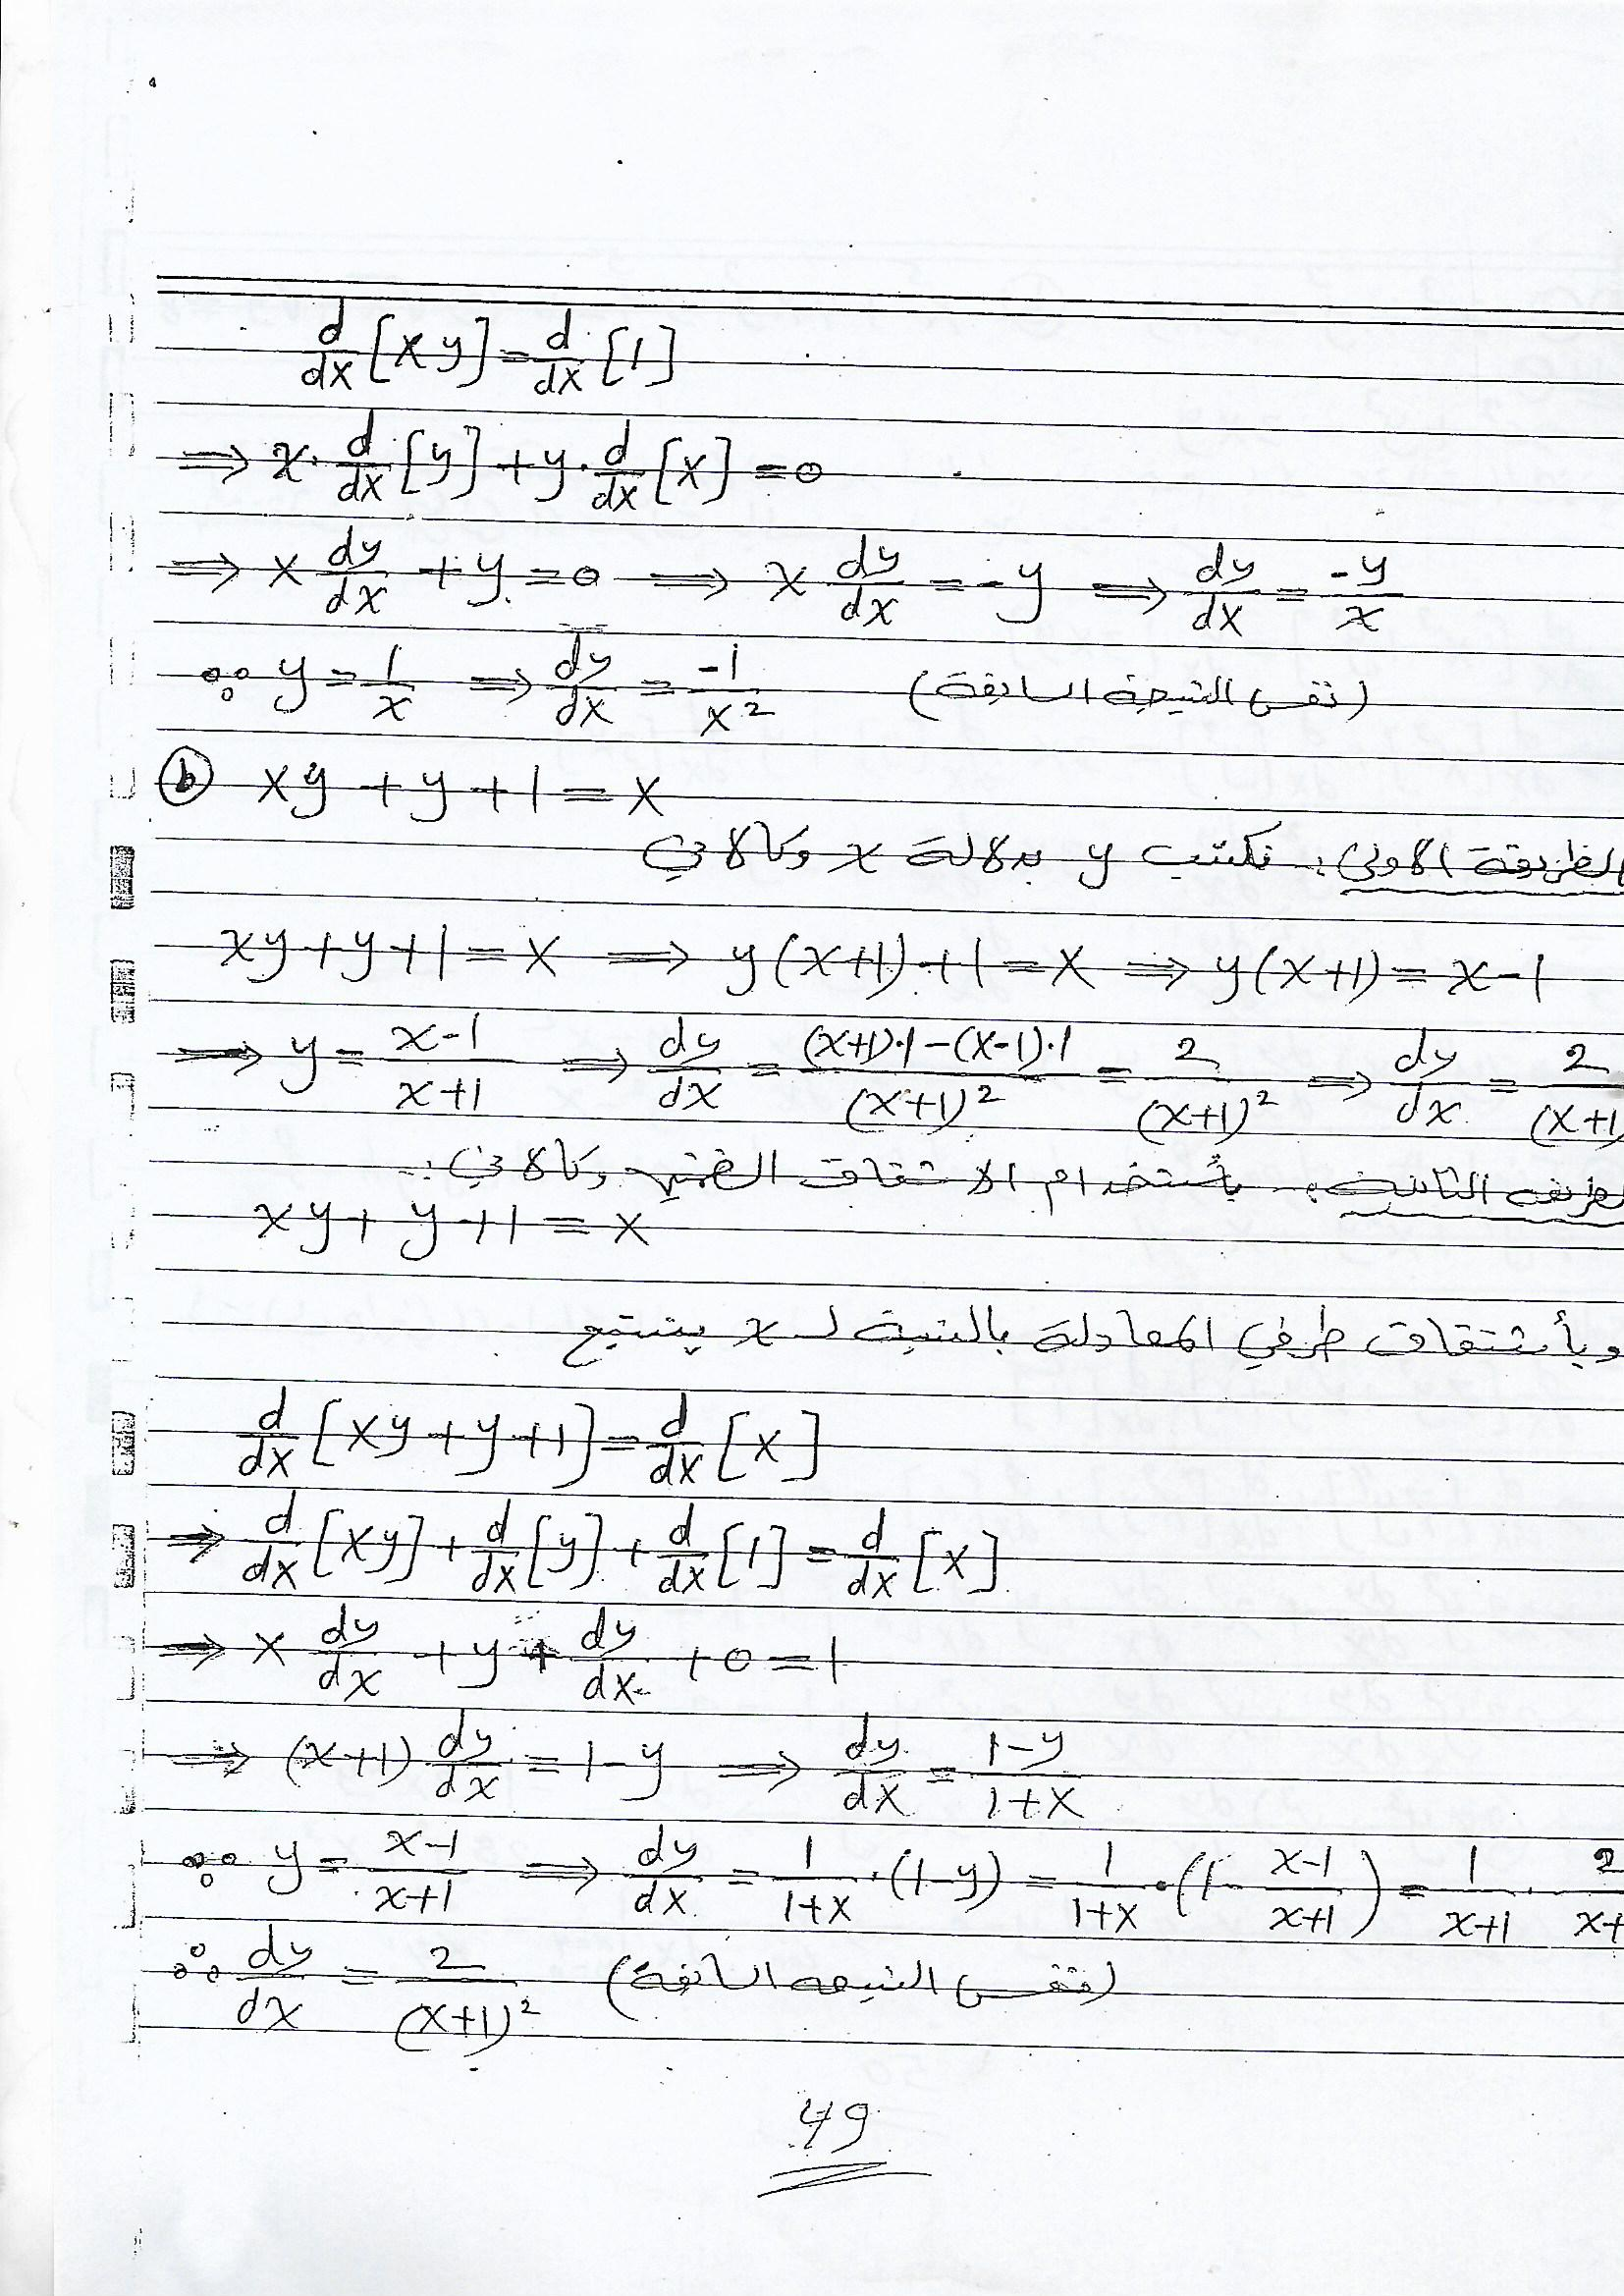 d/dx [xy] = d/dx [1]
⟹ x · d/dx [y] + y · d/dx [x] = 0
⟹ x dy/dx + y = 0 ⟹ x dy/dx = -y ⟹ dy/dx = -y/x
∵ y = 1/x ⟹ dy/dx = -1/x² (نفس النتيجة السابقة)
ⓑ xy + y + 1 = x
الطريقة الاولى: نكتب y بدلالة x وكالاتي
xy + y + 1 = x ⟹ y(x+1) + 1 = x ⟹ y(x+1) = x - 1
⟹ y = (x-1)/(x+1) ⟹ dy/dx = ((x+1)·1 - (x-1)·1)/(x+1)² = 2/(x+1)² ⟹ dy/dx = 2/(x+1)
الطريقة الثانية: بأستخدام الاشتقاق الضمني وكالاتي:
xy + y + 1 = x
وبأشتقاق طرفي المعادلة بالنسبة لـ x ينتج
d/dx [xy + y + 1] = d/dx [x]
⟹ d/dx [xy] + d/dx [y] + d/dx [1] = d/dx [x]
⟹ x dy/dx + y + dy/dx + 0 = 1
⟹ (x+1) dy/dx = 1 - y ⟹ dy/dx = (1-y)/(1+x)
∵ y = (x-1)/(x+1) ⟹ dy/dx = 1/(1+x) · (1-y) = 1/(1+x) · (1 - (x-1)/(x+1)) = 1/(x+1) · 2/(x+
∴ dy/dx = 2/(x+1)² (نفس النتيجة السابقة)
49